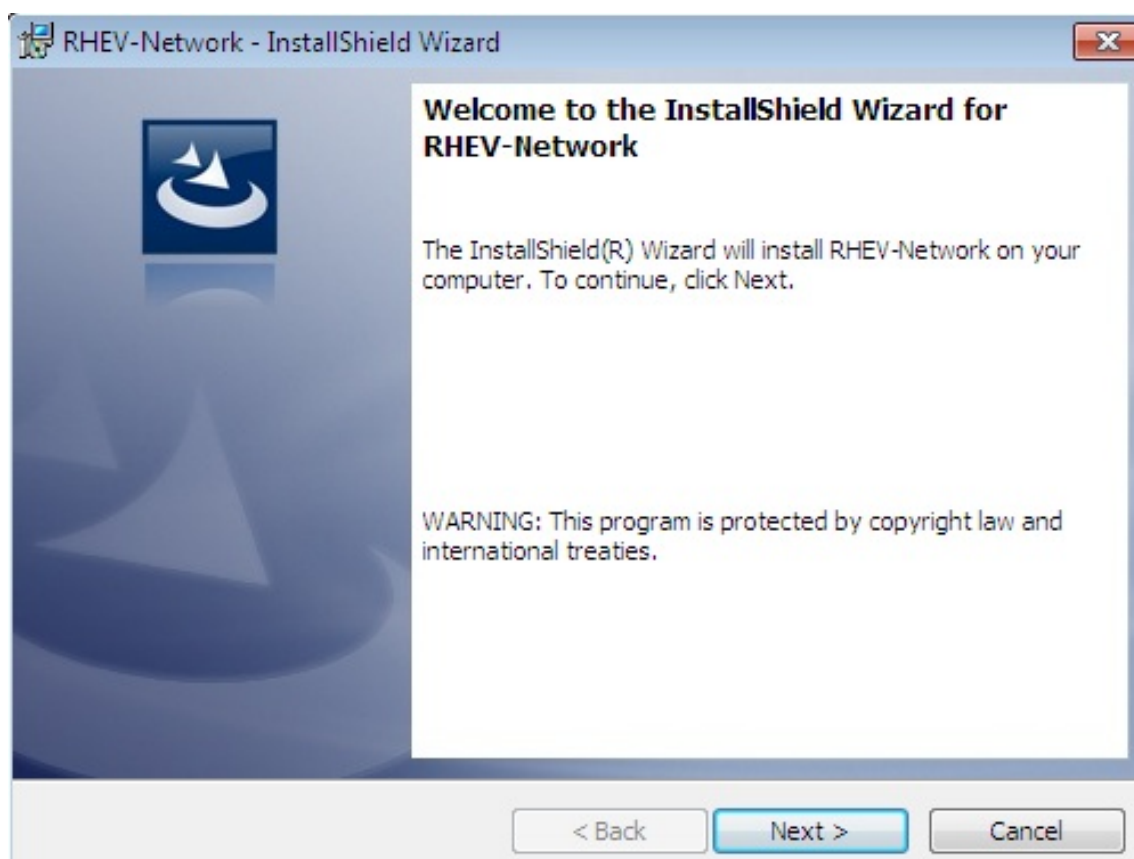 RHEV-Network - InstallShield Wizard
Welcome to the InstallShield Wizard for
RHEV-Network
The InstallShield(R) Wizard will install RHEV-Network on your
computer. To continue, click Next.
WARNING: This program is protected by copyright law and
international treaties.
< Back
Next >
Cancel